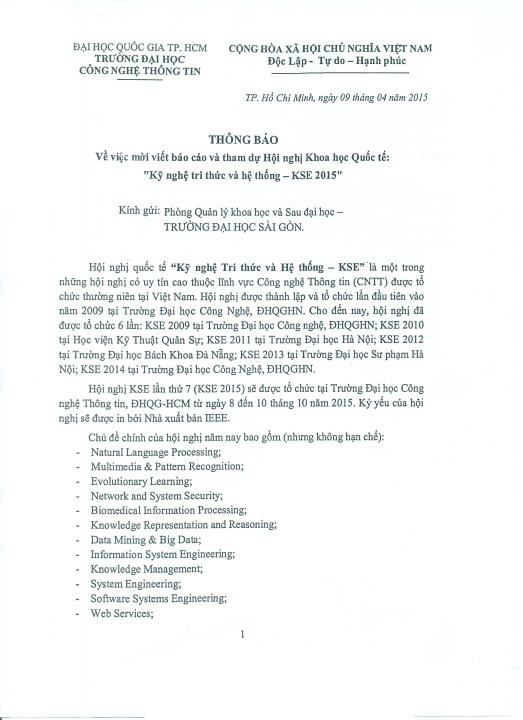 ĐẠI HỌC QUỐC GIA TP. HCM
TRƯỜNG ĐẠI HỌC
CÔNG NGHỆ THÔNG TIN
CỘNG HÒA XÃ HỘI CHỦ NGHĨA VIỆT NAM
Độc Lập - Tự do – Hạnh phúc
TP. Hồ Chí Minh, ngày 09 tháng 04 năm 2015
THÔNG BÁO
Về việc mời viết báo cáo và tham dự Hội nghị Khoa học Quốc tế:
"Kỹ nghệ tri thức và hệ thống – KSE 2015"
Kính gửi: Phòng Quản lý khoa học và Sau đại học –
TRƯỜNG ĐẠI HỌC SÀI GÒN.
Hội nghị quốc tế "Kỹ nghệ Tri thức và Hệ thống – KSE" là một trong
những hội nghị có uy tín cao thuộc lĩnh vực Công nghệ Thông tin (CNTT) được tổ
chức thường niên tại Việt Nam. Hội nghị được thành lập và tổ chức lần đầu tiên vào
năm 2009 tại Trường Đại học Công Nghệ, ĐHQGHN. Cho đến nay, hội nghị đã
được tổ chức 6 lần: KSE 2009 tại Trường Đại học Công nghệ, ĐHQGHN; KSE 2010
tại Học viện Kỹ Thuật Quân Sự; KSE 2011 tại Trường Đại học Hà Nội; KSE 2012
tại Trường Đại học Bách Khoa Đà Nẵng; KSE 2013 tại Trường Đại học Sư phạm Hà
Nội; KSE 2014 tại Trường Đại học Công Nghệ, ĐHQGHN.
Hội nghị KSE lần thứ 7 (KSE 2015) sẽ được tổ chức tại Trường Đại học Công
nghệ Thông tin, ĐHQG-HCM từ ngày 8 đến 10 tháng 10 năm 2015. Kỷ yếu của hội
nghị sẽ được in bởi Nhà xuất bản IEEE.
Chủ đề chính của hội nghị năm nay bao gồm (nhưng không hạn chế):
- Natural Language Processing;
- Multimedia & Pattern Recognition;
- Evolutionary Learning;
- Network and System Security;
- Biomedical Information Processing;
- Knowledge Representation and Reasoning;
- Data Mining & Big Data;
- Information System Engineering;
- Knowledge Management;
- System Engineering;
- Software Systems Engineering;
- Web Services;
1